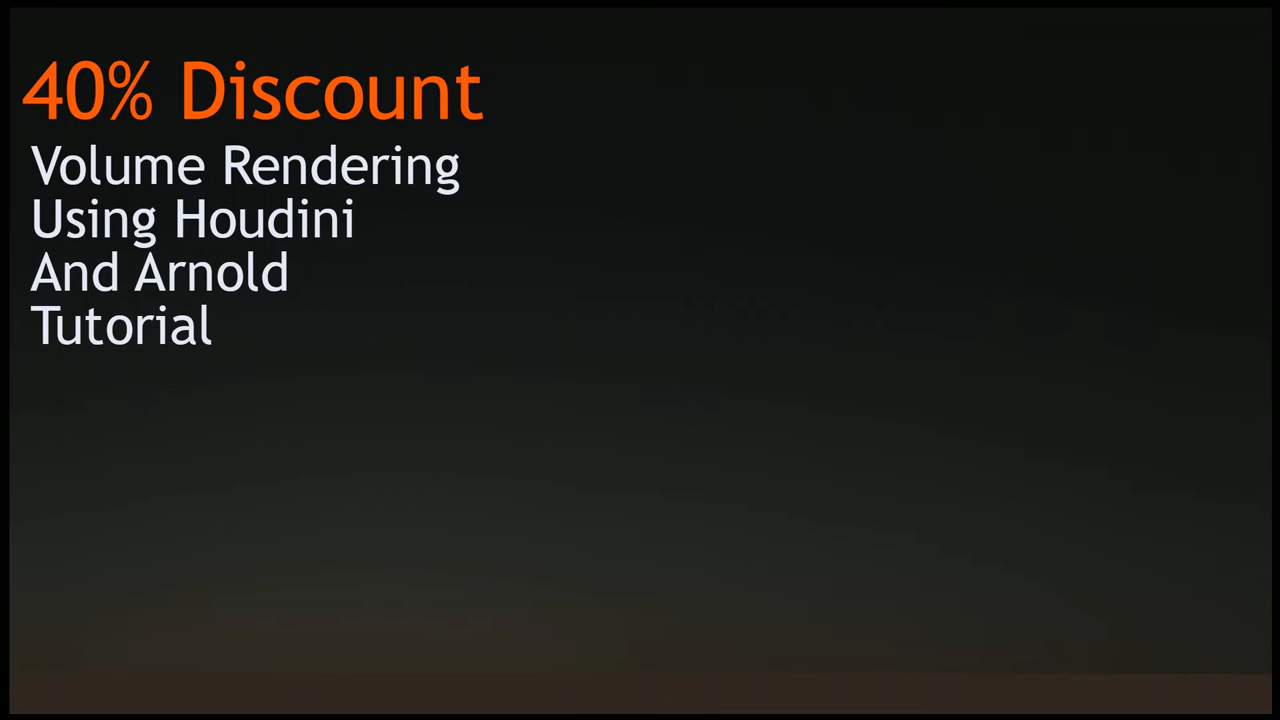 40% Discount
Volume Rendering
Using Houdini
And Arnold
Tutorial